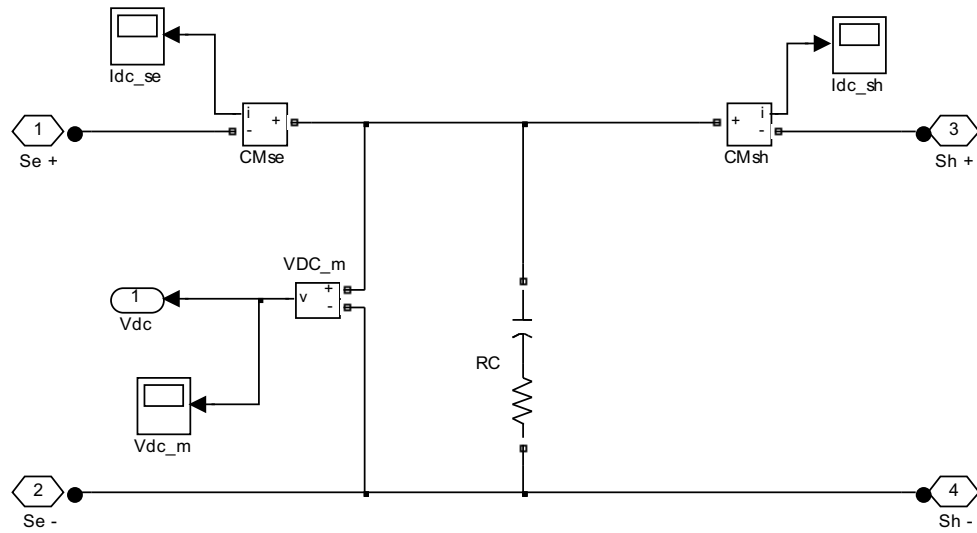 Idc_se
Idc_sh
1
i
+
-
+
i
-
3
Se +
CMse
CMsh
Sh +
VDC_m
1
v
+
-
Vdc
RC
Vdc_m
2
4
Se -
Sh -